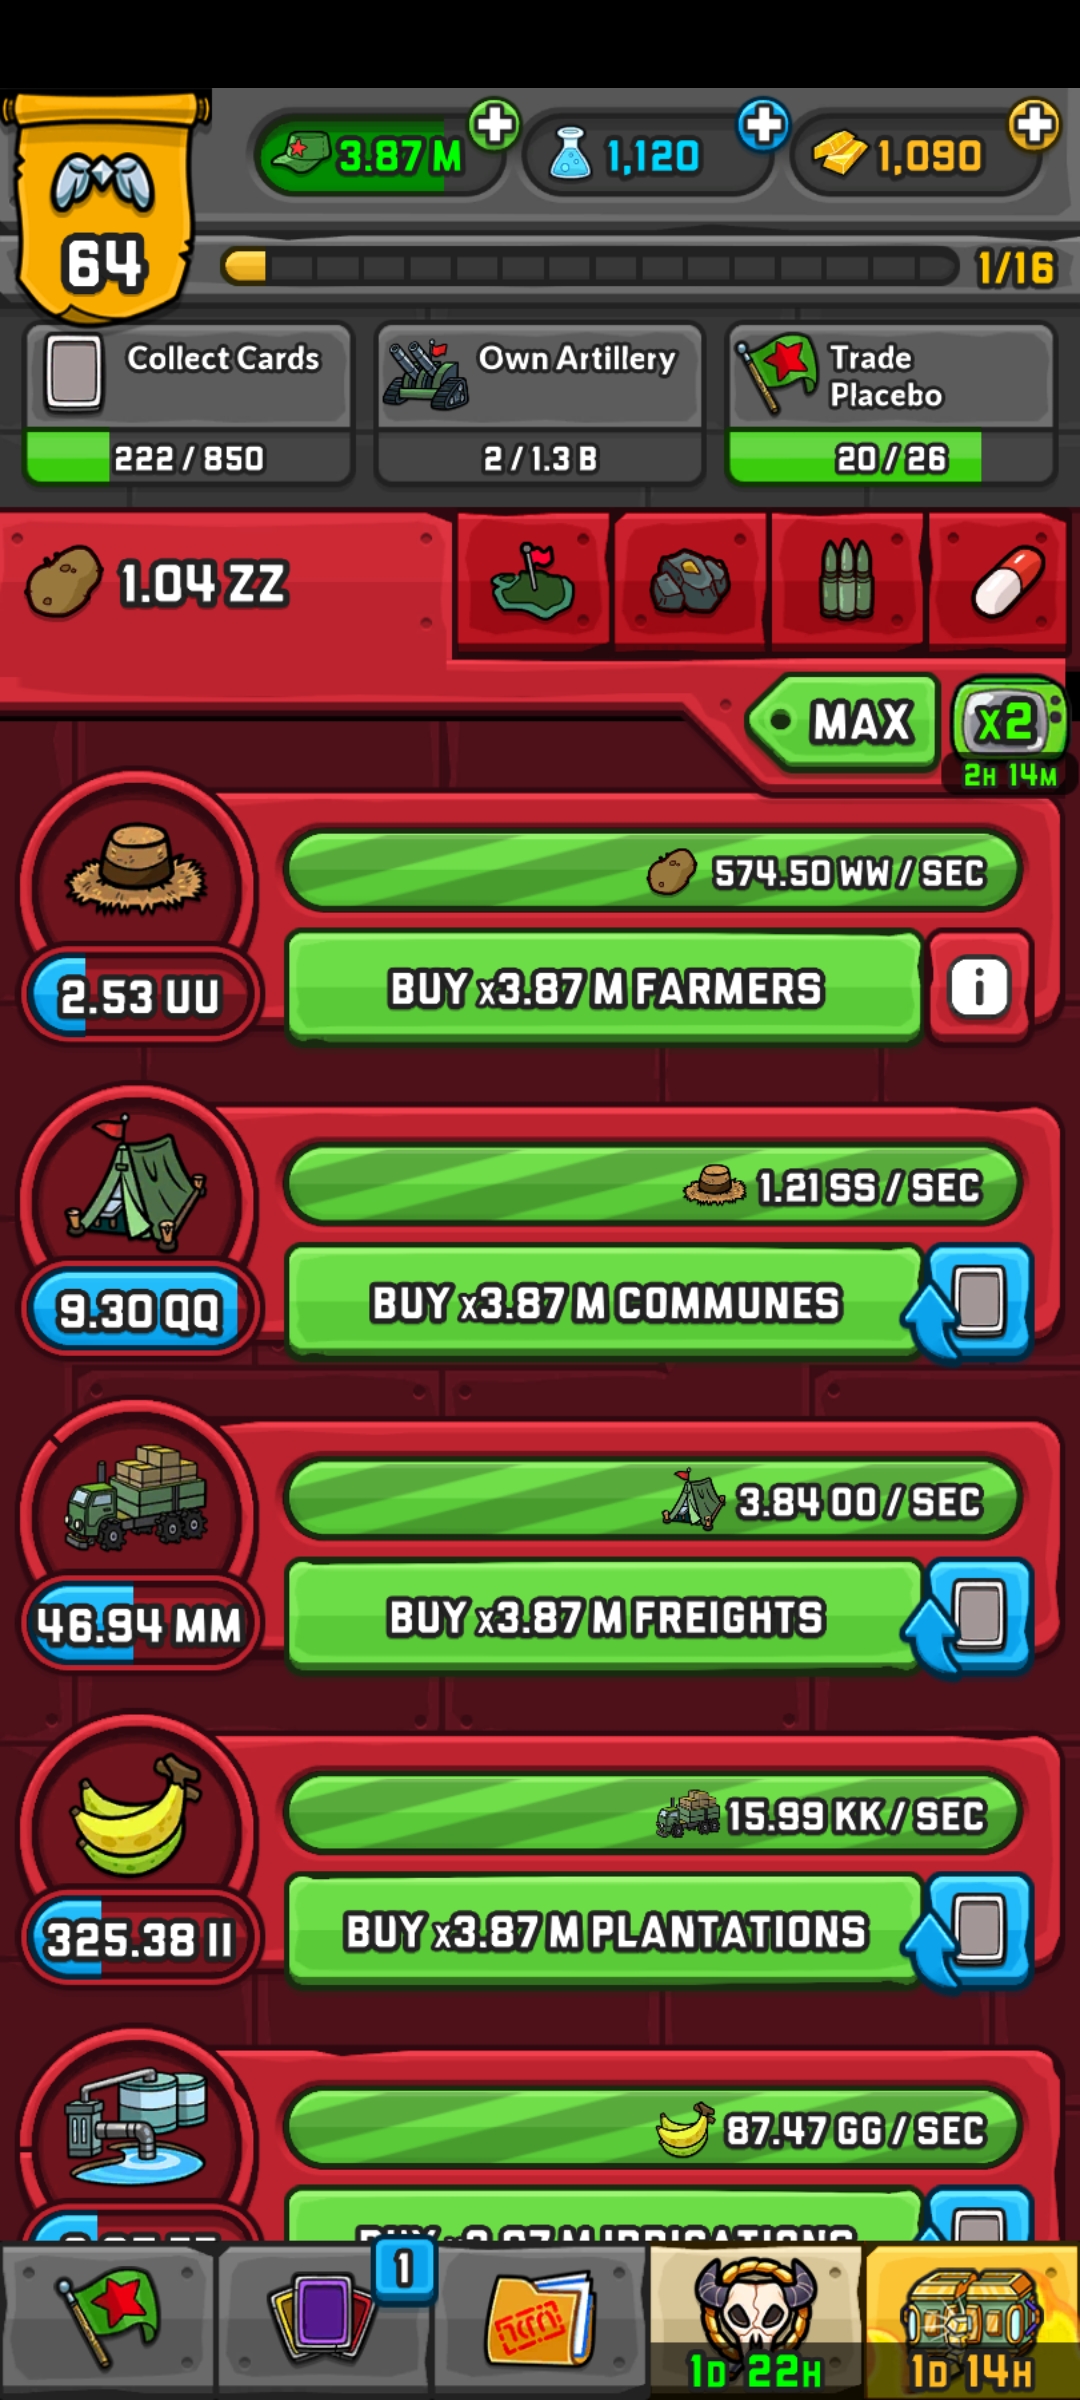 3.87 M
1,120
1,090
64
1/16
Collect Cards
222 / 850
Own Artillery
2 / 1.3 B
Trade
Placebo
20 / 26
1.04 ZZ
MAX
x2
2H 14M
574.50 WW / SEC
2.53 UU
BUY x3.87 M FARMERS
i
1.21 SS / SEC
9.30 QQ
BUY x3.87 M COMMUNES
3.84 OO / SEC
46.94 MM
BUY x3.87 M FREIGHTS
15.99 KK / SEC
325.38 II
BUY x3.87 M PLANTATIONS
87.47 GG / SEC
BUY x3.87 M IRRIGATIONS
1
1D 22H
1D 14H